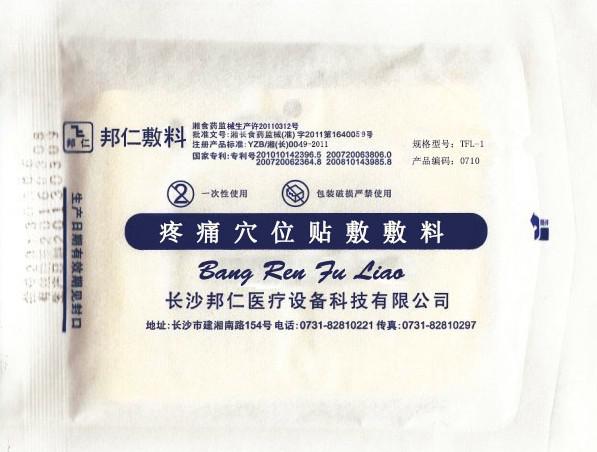 邦仁
邦仁敷料
湘食药监械生产许20110312号
批准文号:湘长食药监械(准)字2011第1640059号
注册产品标准:YZB/湘(长)0049-2011
国家专利:专利号201010142396.5 200720063806.0
200720062364.8 200810143985.8
规格型号: TFL-1
产品编码: 0710
一次性使用
包装破损严禁使用
疼痛穴位贴敷敷料
Bang Ren Fu Liao
长沙邦仁医疗设备科技有限公司
地址:长沙市建湘南路154号 电话:0731-82810221 传真:0731-82810297
生产日期有效期见封口